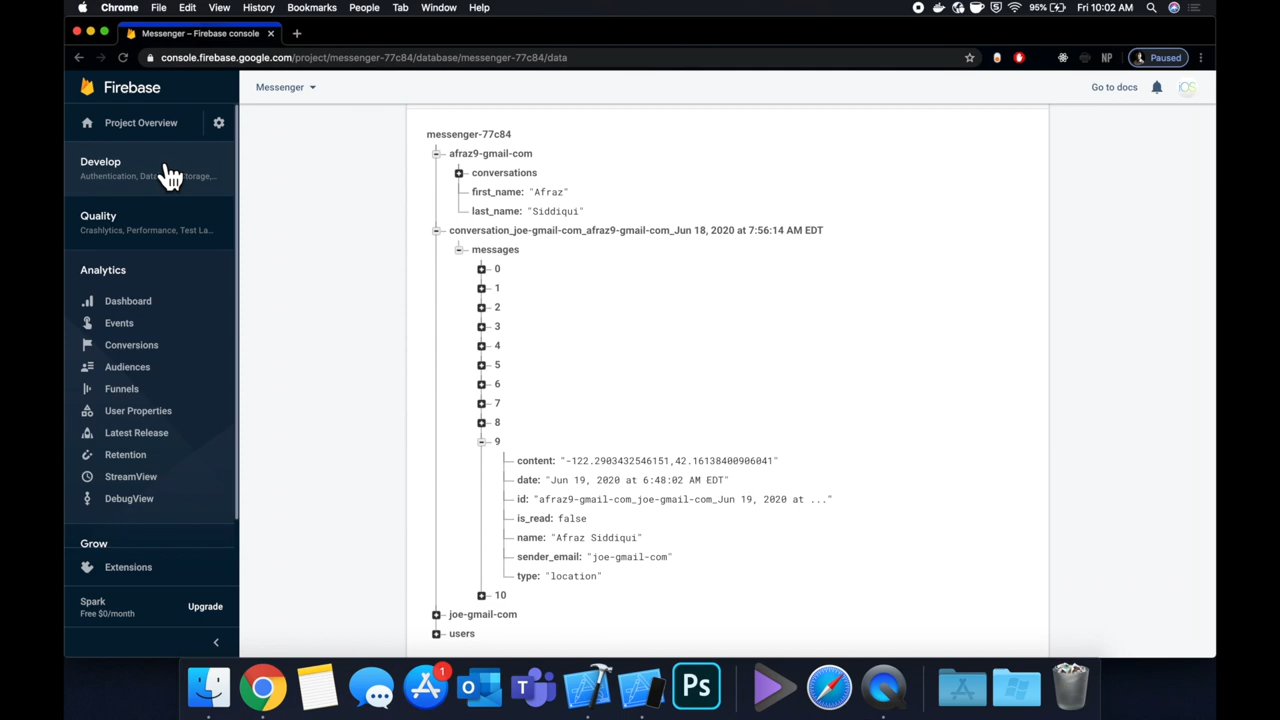 Chrome File Edit View History Bookmarks People Tab Window Help 95% Fri 10:02 AM
Messenger – Firebase console
console.firebase.google.com/project/messenger-77c84/database/messenger-77c84/data NP Paused
Firebase Messenger Go to docs iOS
Project Overview
Develop
Authentication, torage,...
Quality
Crashlytics, Performance, Test La...
Analytics
Dashboard
Events
Conversions
Audiences
Funnels
User Properties
Latest Release
Retention
StreamView
DebugView
Grow
Extensions
Spark
Free $0/month
Upgrade
messenger-77c84
afraz9-gmail-com
conversations
first_name: "Afraz"
last_name: "Siddiqui"
conversation_joe-gmail-com_afraz9-gmail-com_Jun 18, 2020 at 7:56:14 AM EDT
messages
0
1
2
3
4
5
6
7
8
9
content: "-122.2903432546151,42.16138400906041"
date: "Jun 19, 2020 at 6:48:02 AM EDT"
id: "afraz9-gmail-com_joe-gmail-com_Jun 19, 2020 at ..."
is_read: false
name: "Afraz Siddiqui"
sender_email: "joe-gmail-com"
type: "location"
10
joe-gmail-com
users
1
Ps